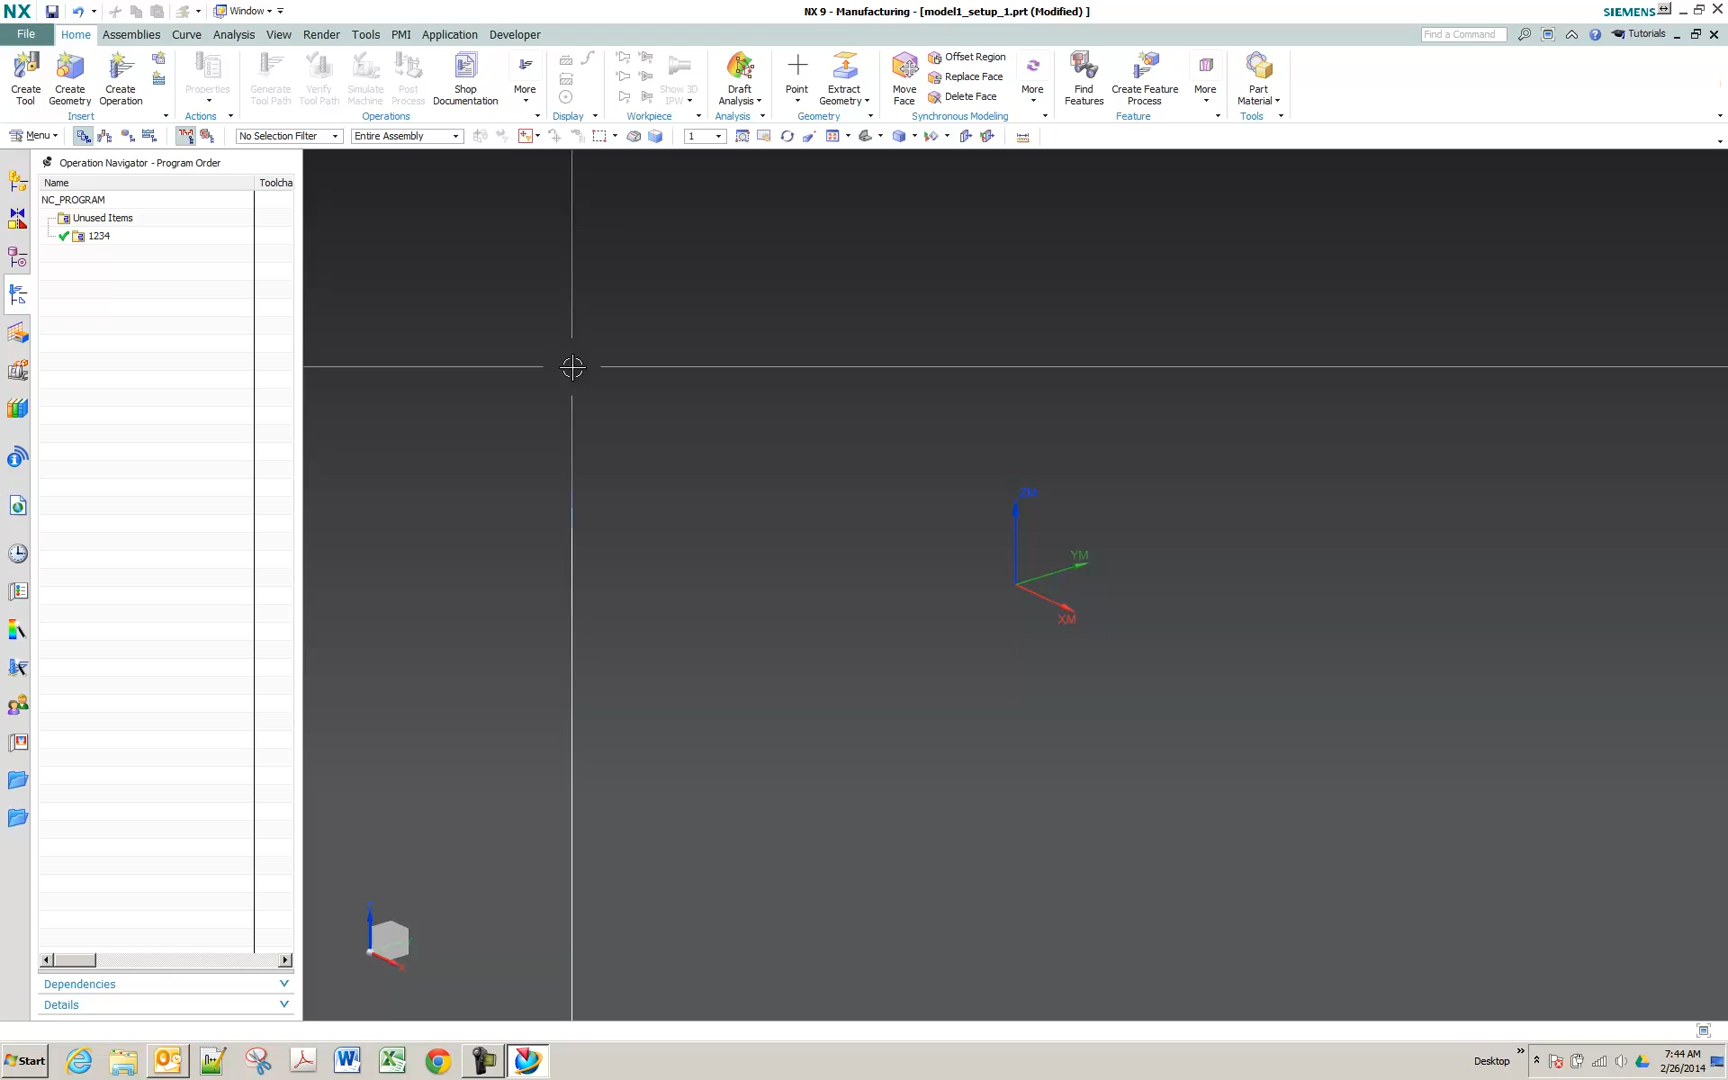 NX
Window
NX 9 - Manufacturing - [model1_setup_1.prt (Modified) ]
SIEMENS
File
Home
Assemblies
Curve
Analysis
View
Render
Tools
PMI
Application
Developer
Find a Command
Tutorials
Create Tool
Create Geometry
Create Operation
Insert
Properties
Actions
Generate Tool Path
Verify Tool Path
Simulate Machine
Post Process
Shop Documentation
More
Operations
Display
Show 3D IPW
Workpiece
Draft Analysis
Analysis
Point
Extract Geometry
Geometry
Move Face
Offset Region
Replace Face
Delete Face
More
Synchronous Modeling
Find Features
Create Feature Process
More
Feature
Part Material
Tools
Menu
No Selection Filter
Entire Assembly
1
Operation Navigator - Program Order
Name
Toolcha
NC_PROGRAM
Unused Items
1234
ZM
YM
XM
Dependencies
Details
Start
Desktop
7:44 AM
2/26/2014